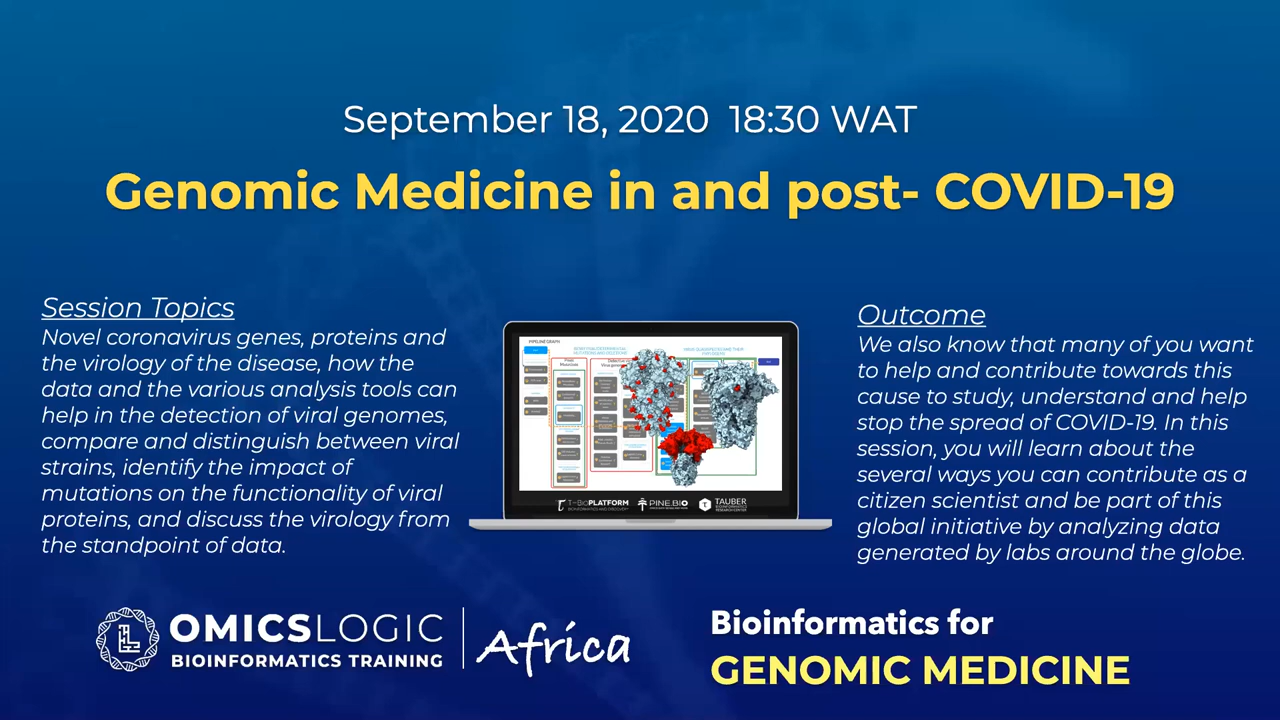 September 18, 2020 18:30 WAT
Genomic Medicine in and post- COVID-19
Session Topics
Novel coronavirus genes, proteins and
the virology of the disease, how the
data and the various analysis tools can
help in the detection of viral genomes,
compare and distinguish between viral
strains, identify the impact of
mutations on the functionality of viral
proteins, and discuss the virology from
the standpoint of data.
PIPELINE GRAPH
T-BIOPLATFORM
PINE.BIO
TAUBER
BIOINFORMATICS
RESEARCH CENTER
Outcome
We also know that many of you want
to help and contribute towards this
cause to study, understand and help
stop the spread of COVID-19. In this
session, you will learn about the
several ways you can contribute as a
citizen scientist and be part of this
global initiative by analyzing data
generated by labs around the globe.
OMICSLOGIC
BIOINFORMATICS TRAINING
Africa
Bioinformatics for
GENOMIC MEDICINE